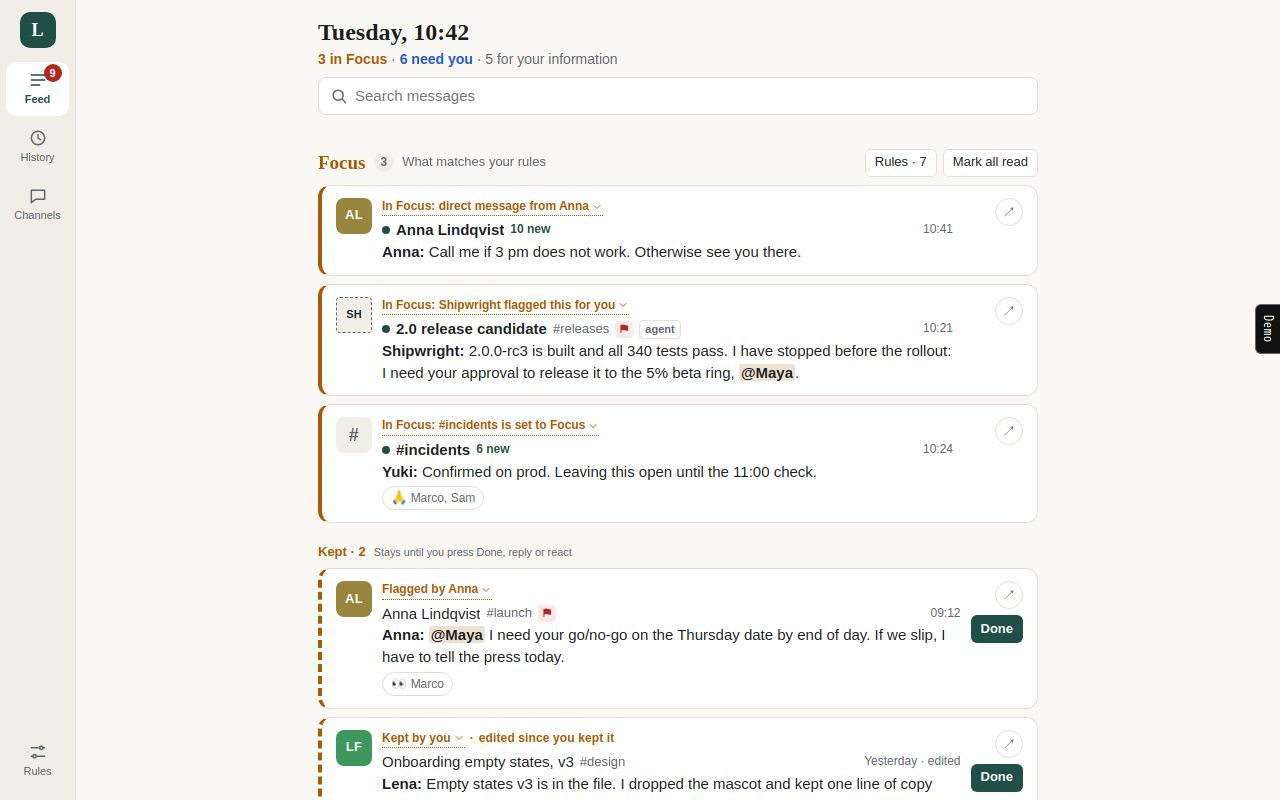 L
9
Feed
History
Channels
Rules
Tuesday, 10:42
3 in Focus · 6 need you · 5 for your information
Search messages
Focus 3 What matches your rules Rules · 7 Mark all read
AL In Focus: direct message from Anna
Anna Lindqvist 10 new 10:41
Anna: Call me if 3 pm does not work. Otherwise see you there.
SH In Focus: Shipwright flagged this for you
2.0 release candidate #releases agent 10:21
Shipwright: 2.0.0-rc3 is built and all 340 tests pass. I have stopped before the rollout:
I need your approval to release it to the 5% beta ring, @Maya.
# In Focus: #incidents is set to Focus
#incidents 6 new 10:24
Yuki: Confirmed on prod. Leaving this open until the 11:00 check.
🙏 Marco, Sam
Kept · 2 Stays until you press Done, reply or react
AL Flagged by Anna
Anna Lindqvist #launch 09:12
Done
Anna: @Maya I need your go/no-go on the Thursday date by end of day. If we slip, I
have to tell the press today.
👀 Marco
LF Kept by you · edited since you kept it
Onboarding empty states, v3 #design Yesterday · edited
Done
Lena: Empty states v3 is in the file. I dropped the mascot and kept one line of copy
Demo